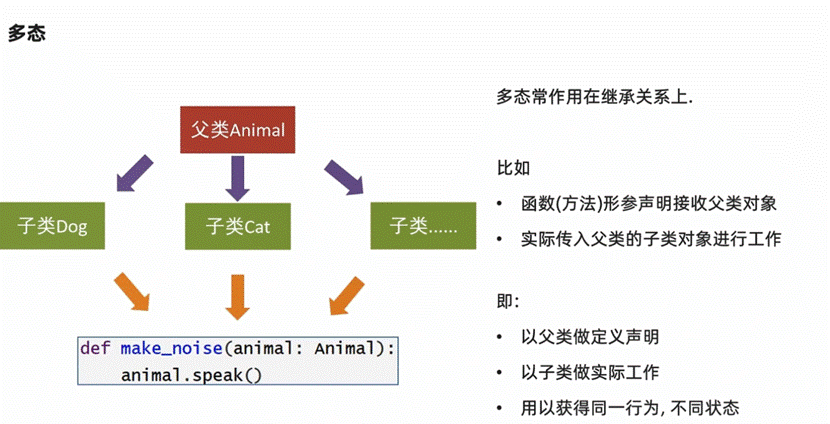 多态
父类Animal
子类Dog
子类Cat
子类......
def make_noise(animal: Animal):
    animal.speak()
多态常作用在继承关系上.
比如
• 函数(方法)形参声明接收父类对象
• 实际传入父类的子类对象进行工作
即：
• 以父类做定义声明
• 以子类做实际工作
• 用以获得同一行为, 不同状态